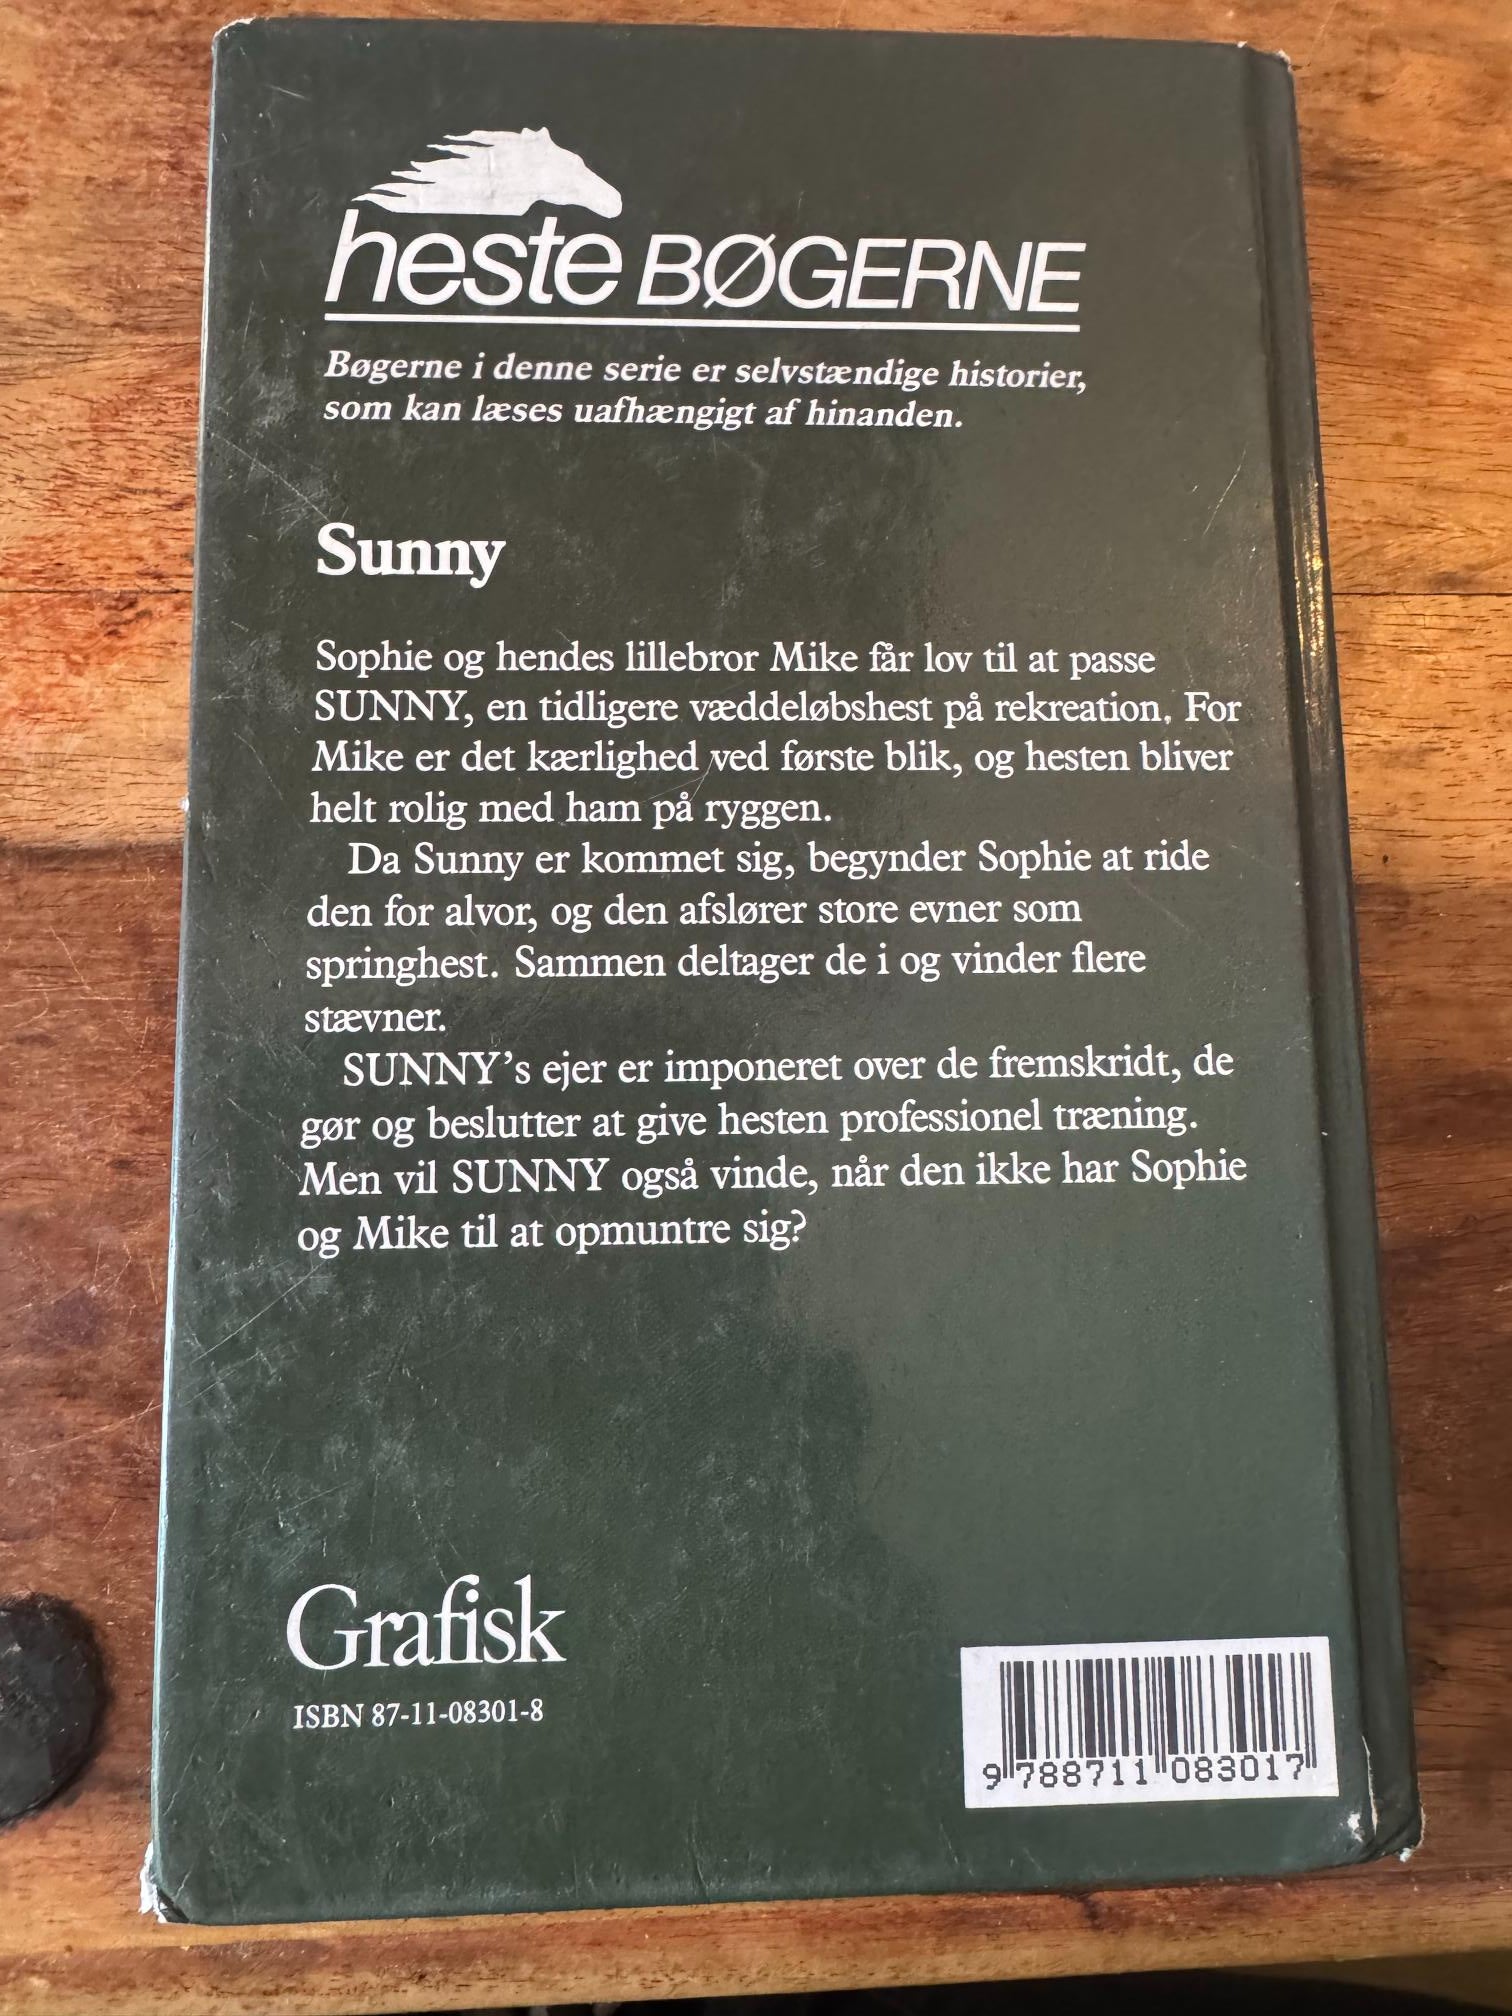 heste BØGERNE
Bøgerne i denne serie er selvstændige historier,
som kan læses uafhængigt af hinanden.
Sunny
Sophie og hendes lillebror Mike får lov til at passe
SUNNY, en tidligere væddeløbshest på rekreation. For
Mike er det kærlighed ved første blik, og hesten bliver
helt rolig med ham på ryggen.
Da Sunny er kommet sig, begynder Sophie at ride
den for alvor, og den afslører store evner som
springhest. Sammen deltager de i og vinder flere
stævner.
SUNNY's ejer er imponeret over de fremskridt, de
gør og beslutter at give hesten professionel træning.
Men vil SUNNY også vinde, når den ikke har Sophie
og Mike til at opmuntre sig?
Grafisk
ISBN 87-11-08301-8
9 788711 083017